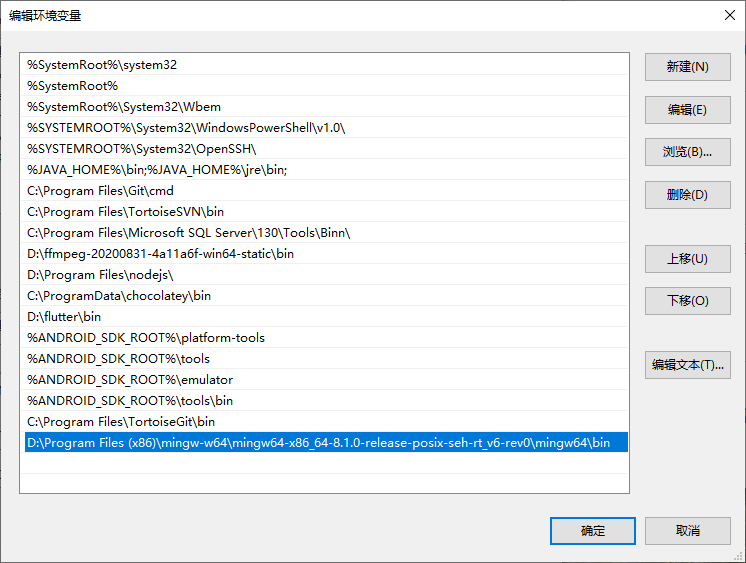 编辑环境变量
%SystemRoot%\system32
新建(N)
%SystemRoot%
%SystemRoot%\System32\Wbem
编辑(E)
%SYSTEMROOT%\System32\WindowsPowerShell\v1.0\
%SYSTEMROOT%\System32\OpenSSH\
浏览(B)...
%JAVA_HOME%\bin;%JAVA_HOME%\jre\bin;
C:\Program Files\Git\cmd
删除(D)
C:\Program Files\TortoiseSVN\bin
C:\Program Files\Microsoft SQL Server\130\Tools\Binn\
D:\ffmpeg-20200831-4a11a6f-win64-static\bin
上移(U)
D:\Program Files\nodejs\
C:\ProgramData\chocolatey\bin
下移(O)
D:\flutter\bin
%ANDROID_SDK_ROOT%\platform-tools
%ANDROID_SDK_ROOT%\tools
编辑文本(T)...
%ANDROID_SDK_ROOT%\emulator
%ANDROID_SDK_ROOT%\tools\bin
C:\Program Files\TortoiseGit\bin
D:\Program Files (x86)\mingw-w64\mingw64-x86_64-8.1.0-release-posix-seh-rt_v6-rev0\mingw64\bin
确定
取消